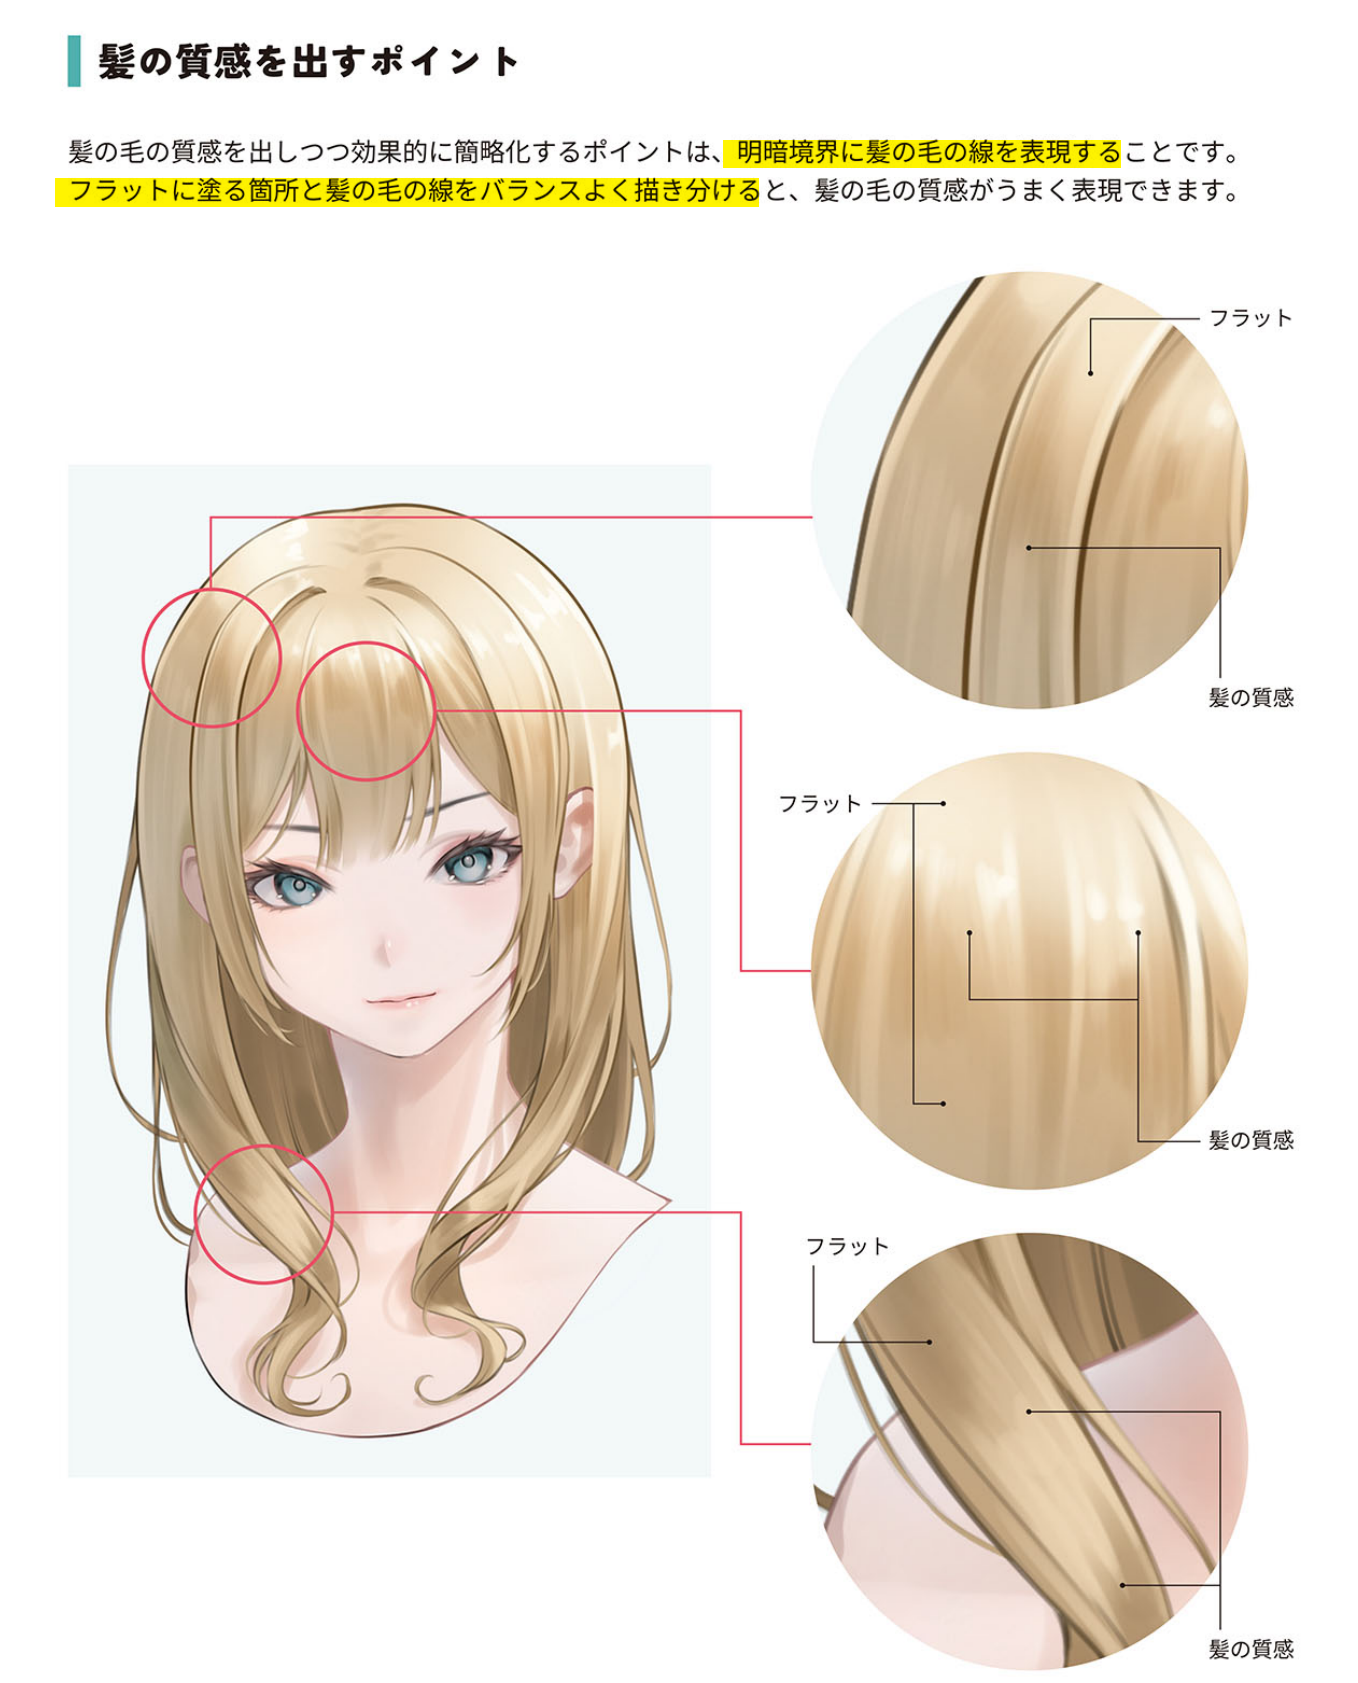 髪の質感を出すポイント
髪の毛の質感を出しつつ効果的に簡略化するポイントは、明暗境界に髪の毛の線を表現することです。
フラットに塗る箇所と髪の毛の線をバランスよく描き分けると、髪の毛の質感がうまく表現できます。
フラット
髪の質感
フラット
髪の質感
フラット
髪の質感